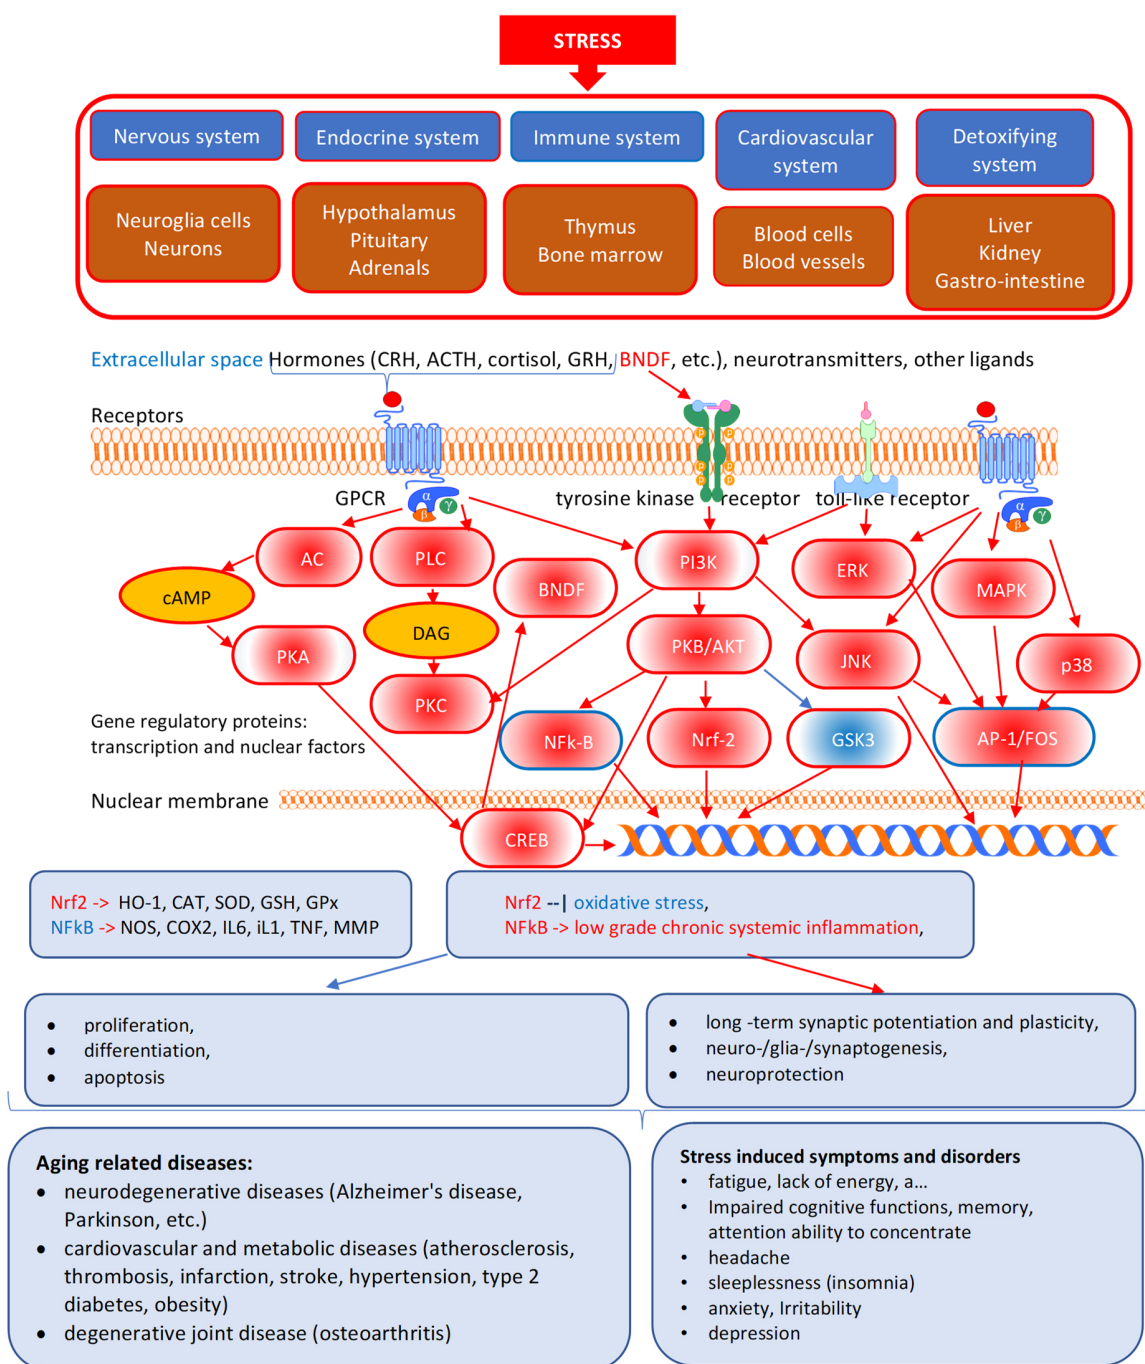 STRESS
Nervous system
Endocrine system
Immune system
Cardiovascular
system
Detoxifying
system
Neuroglia cells
Neurons
Hypothalamus
Pituitary
Adrenals
Thymus
Bone marrow
Blood cells
Blood vessels
Liver
Kidney
Gastro-intestine
Extracellular space Hormones (CRH, ACTH, cortisol, GRH, BNDF, etc.), neurotransmitters, other ligands
Receptors
P P
P P
P P
GPCR
tyrosine kinase receptor
toll-like receptor
α
β
γ
α
β
γ
AC
PLC
BNDF
PI3K
ERK
MAPK
cAMP
DAG
PKA
PKB/AKT
JNK
p38
PKC
Gene regulatory proteins:
transcription and nuclear factors
NFk-B
Nrf-2
GSK3
AP-1/FOS
Nuclear membrane
CREB
Nrf2 -> HO-1, CAT, SOD, GSH, GPx
NFkB -> NOS, COX2, IL6, iL1, TNF, MMP
Nrf2 --| oxidative stress,
NFkB -> low grade chronic systemic inflammation,
• proliferation,
• differentiation,
• apoptosis
• long -term synaptic potentiation and plasticity,
• neuro-/glia-/synaptogenesis,
• neuroprotection
Aging related diseases:
• neurodegenerative diseases (Alzheimer's disease,
Parkinson, etc.)
• cardiovascular and metabolic diseases (atherosclerosis,
thrombosis, infarction, stroke, hypertension, type 2
diabetes, obesity)
• degenerative joint disease (osteoarthritis)
Stress induced symptoms and disorders
• fatigue, lack of energy, a...
• Impaired cognitive functions, memory,
attention ability to concentrate
• headache
• sleeplessness (insomnia)
• anxiety, Irritability
• depression